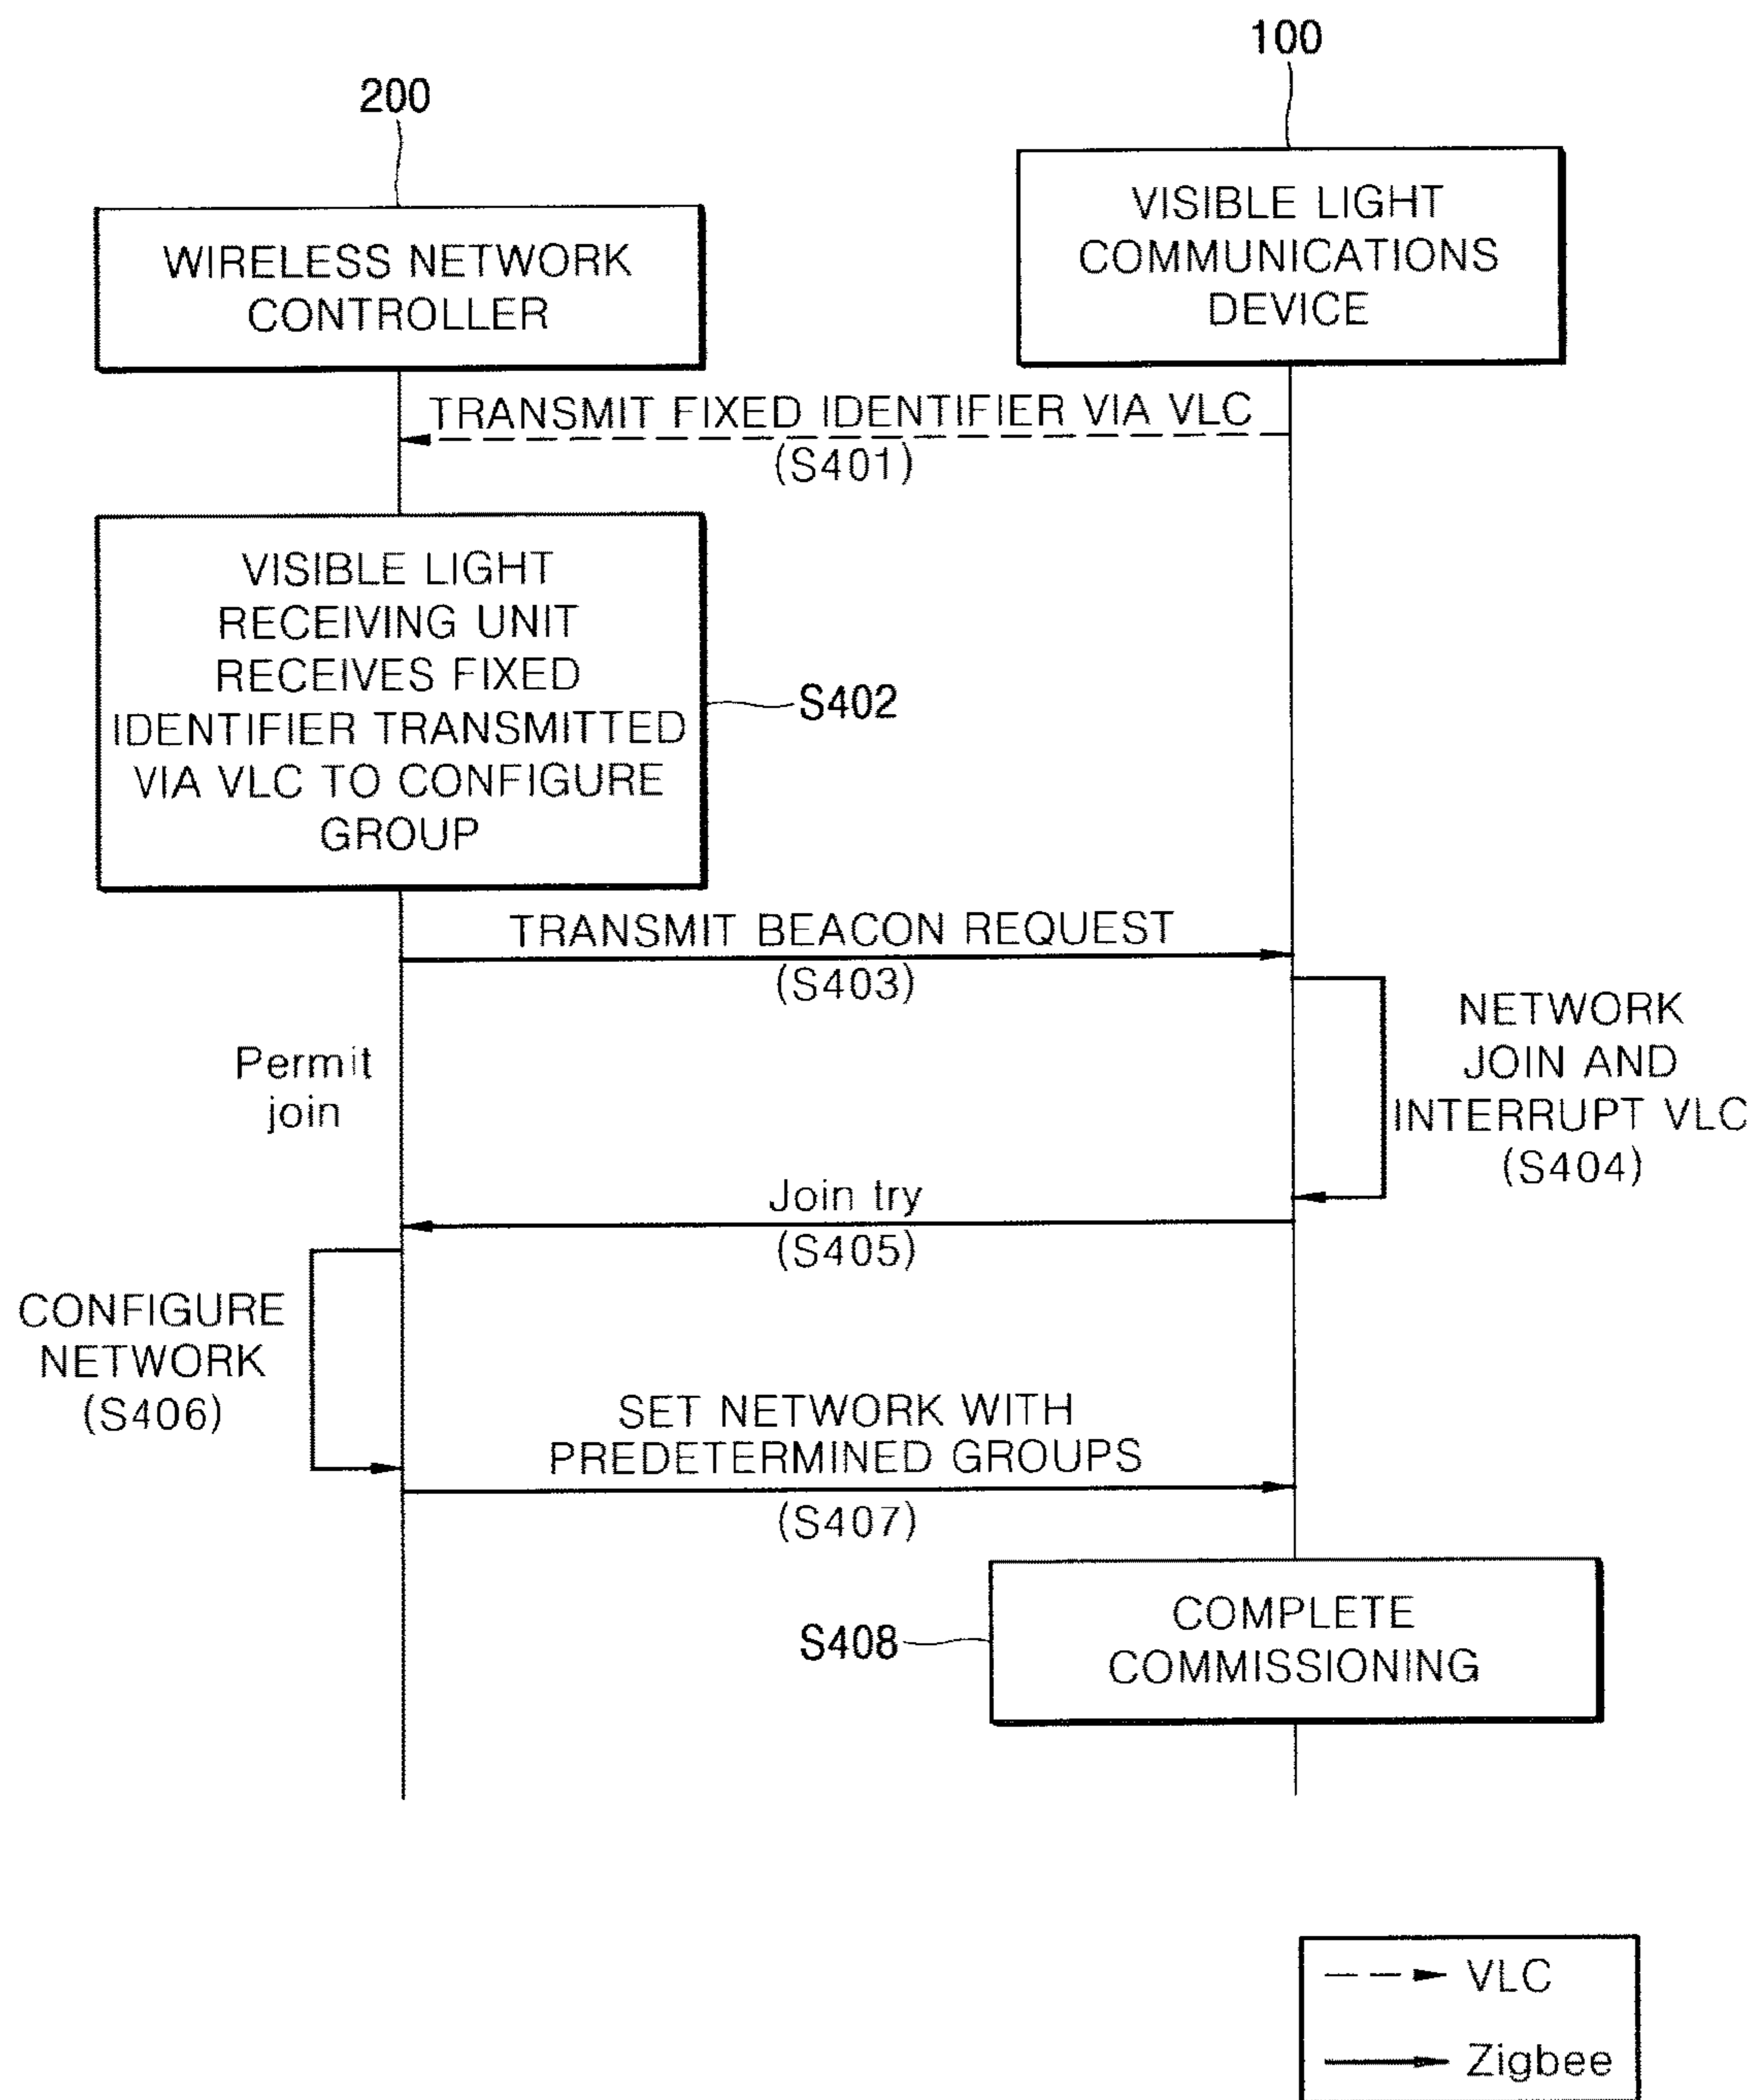 100
200
VISIBLE LIGHT
COMMUNICATIONS
DEVICE
WIRELESS NETWORK
CONTROLLER
TRANSMIT FIXED IDENTIFIER VIA VLC
(S401)
VISIBLE LIGHT
RECEIVING UNIT
RECEIVES FIXED
IDENTIFIER TRANSMITTED
VIA VLC TO CONFIGURE
GROUP
S402
TRANSMIT BEACON REQUEST
(S403)
Permit
join
NETWORK
JOIN AND
INTERRUPT VLC
(S404)
Join try
(S405)
CONFIGURE
NETWORK
(S406)
SET NETWORK WITH
PREDETERMINED GROUPS
(S407)
S408
COMPLETE
COMMISSIONING
VLC
Zigbee